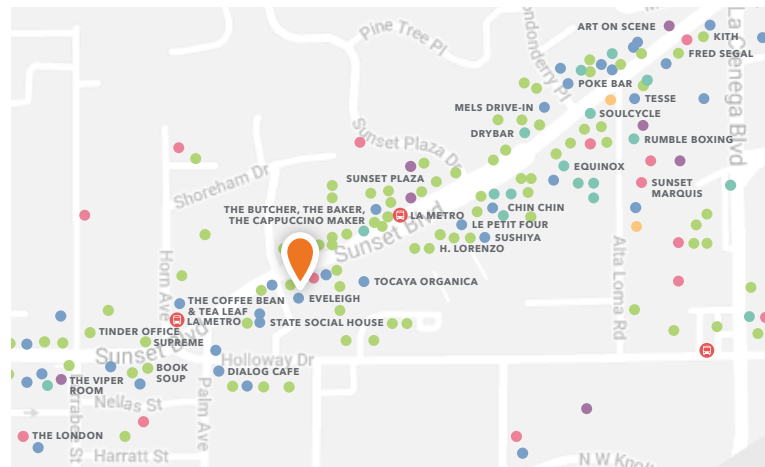 Pine Tree Pl
ondonderry Pl
La Cienega Blvd
ART ON SCENE
KITH
FRED SEGAL
POKE BAR
TESSE
MELS DRIVE-IN
SOULCYCLE
DRYBAR
RUMBLE BOXING
Sunset Plaza Dr
EQUINOX
Shoreham Dr
SUNSET PLAZA
SUNSET
MARQUIS
THE BUTCHER, THE BAKER,
THE CAPPUCCINO MAKER
LA METRO
CHIN CHIN
Sunset Blvd
LE PETIT FOUR
SUSHIYA
H. LORENZO
Horn Ave
Alta Loma Rd
TOCAYA ORGANICA
EVELEIGH
THE COFFEE BEAN
& TEA LEAF
LA METRO
STATE SOCIAL HOUSE
TINDER OFFICE
SUPREME
Sunset Blvd
Holloway Dr
BOOK
SOUP
DIALOG CAFE
THE VIPER
ROOM
Nellas St
Palm Ave
rrabee St
THE LONDON
Harratt St
N W Kno